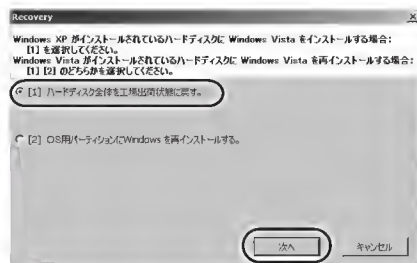 Recovery
Windows XP がインストールされているハードディスクに Windows Vista をインストールする場合:
[1] を選択してください。
Windows Vista がインストールされているハードディスクに Windows Vista を再インストールする場合:
[1] [2] のどちらかを選択してください。
[1] ハードディスク全体を工場出荷状態に戻す。
[2] OS用パーティションにWindows を再インストールする。
次へ
キャンセル